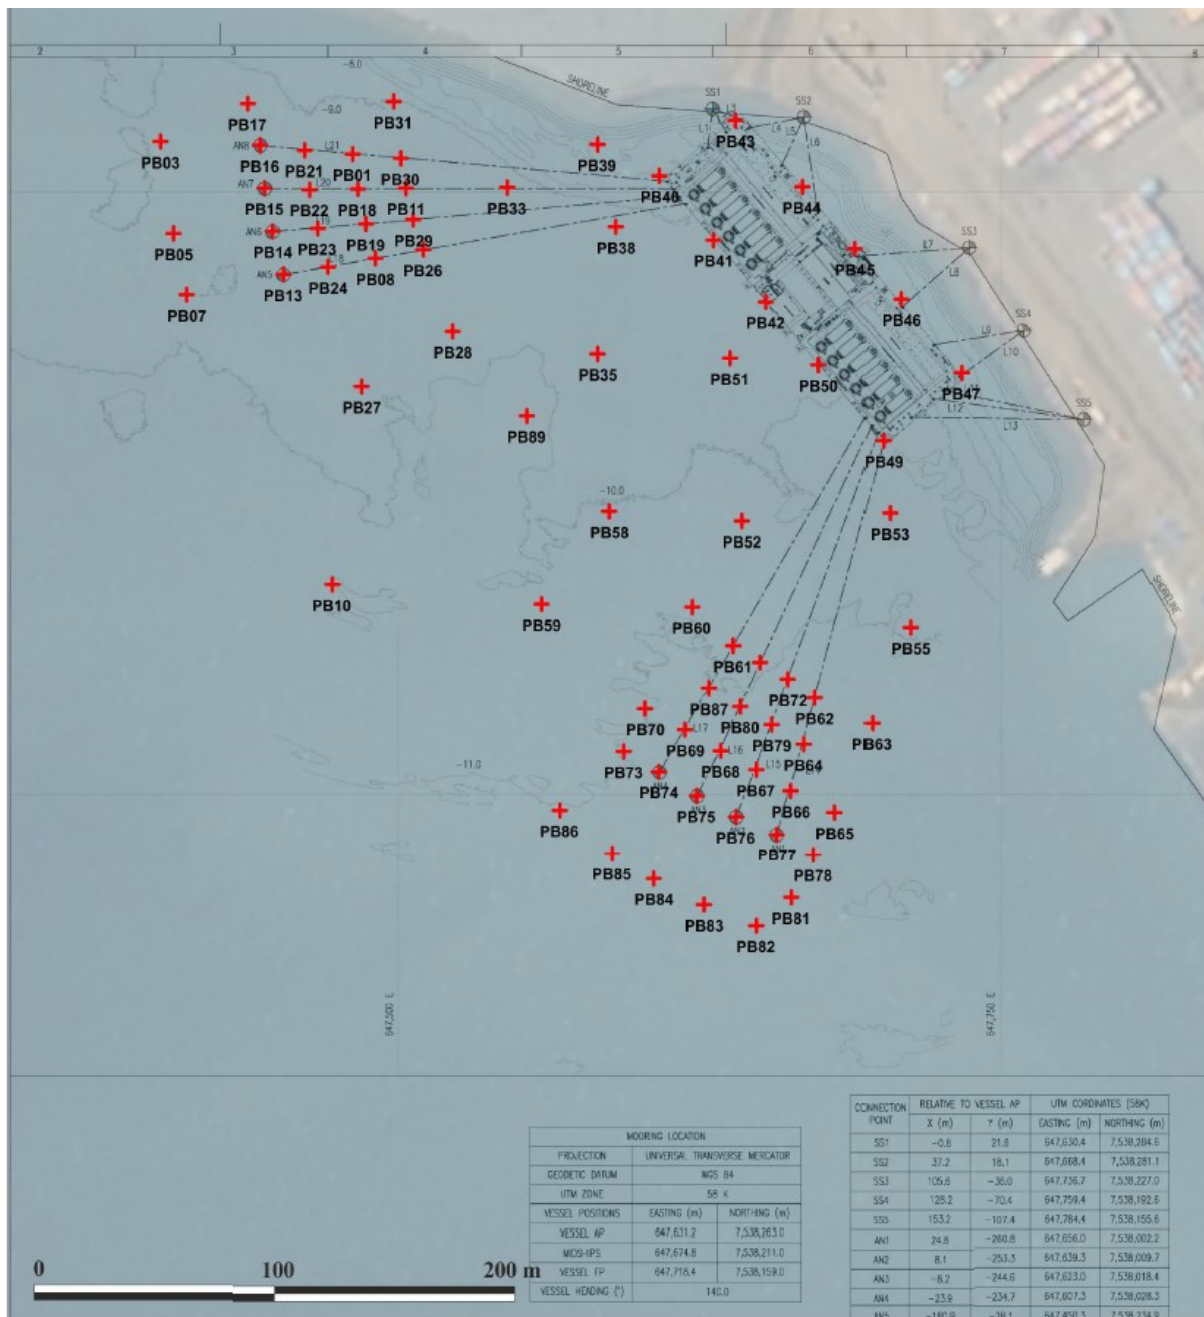 2 3 4 5 6 7 8
-8.0
SHORELINE
SS1
L3
SS2
PB17
-9.0
PB31
L1
L4
L5
L6
PB43
PB03
AN8
L21
PB39
PB16
PB21
PB01
PB30
AN7
L20
PB40
PB44
PB15
PB22
PB18
PB11
PB33
PB05
AN6
PB14
PB23
PB19
PB29
PB38
PB41
PB45
L7
SS3
L8
AN5
PB13
PB24
PB08
PB26
PB07
PB42
PB46
SS4
L9
L10
PB28
PB35
PB51
PB50
PB47
PB27
L12
L13
SS5
PB89
PB49
-10.0
PB58
PB52
PB53
PB10
PB59
PB60
SHORELINE
PB55
PB61
PB72
PB87
PB62
PB70
PB80
L17
PB69
PB79
PB63
PB73
L16
PB68
PB64
-11.0
PB74
L15
PB67
PB66
PB75
PB65
PB86
PB76
PB77
PB85
PB78
PB84
PB81
PB83
PB82
647,500 E
647,750 E
MOORING LOCATION
PROJECTION UNIVERSAL TRANSVERSE MERCATOR
GEODETIC DATUM WGS 84
UTM ZONE 58 K
VESSEL POSITIONS EASTING (m) NORTHING (m)
VESSEL AP 647,631.2 7,538,263.0
MIDSHIPS 647,674.8 7,538,211.0
VESSEL FP 647,718.4 7,538,159.0
VESSEL HEADING (°) 140.0
CONNECTION POINT RELATIVE TO VESSEL AP UTM CORDINATES (58K)
X (m) Y (m) EASTING (m) NORTHING (m)
SS1 -0.8 21.6 647,630.4 7,538,284.6
SS2 37.2 18.1 647,668.4 7,538,281.1
SS3 105.6 -36.0 647,736.7 7,538,227.0
SS4 128.2 -70.4 647,759.4 7,538,192.6
SS5 153.2 -107.4 647,784.4 7,538,155.6
AN1 24.8 -260.8 647,656.0 7,538,002.2
AN2 8.1 -253.3 647,639.3 7,538,009.7
AN3 -8.2 -244.6 647,623.0 7,538,018.4
AN4 -23.9 -234.7 647,607.3 7,538,028.3
0 100 200 m